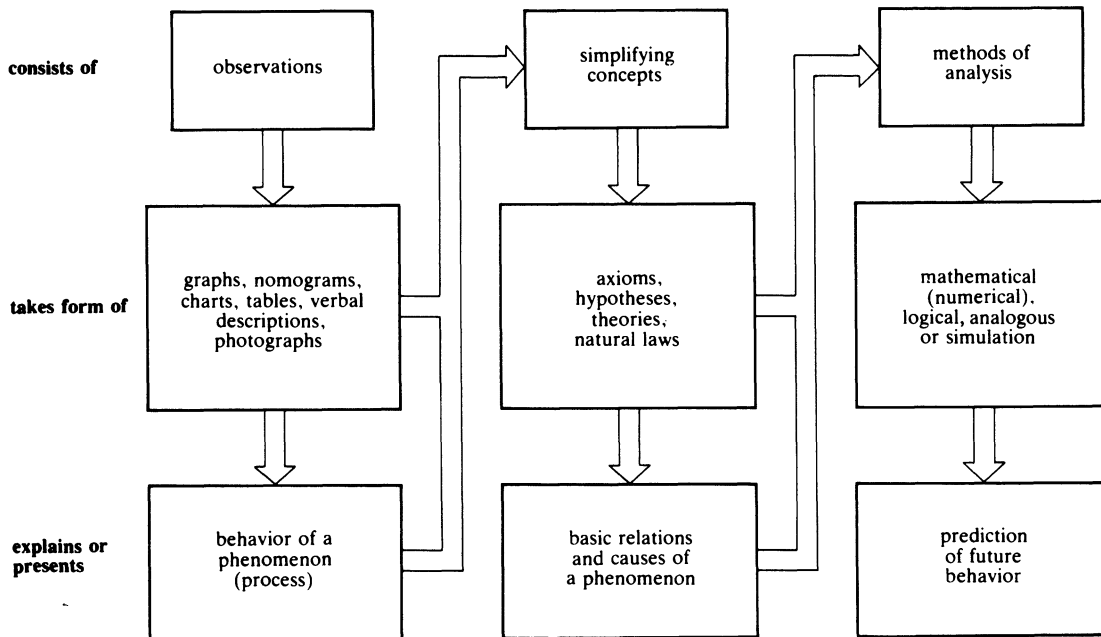 consists of
observations
simplifying
concepts
methods of
analysis
takes form of
graphs, nomograms,
charts, tables, verbal
descriptions,
photographs
axioms,
hypotheses,
theories,
natural laws
mathematical
(numerical),
logical, analogous
or simulation
explains or
presents
behavior of a
phenomenon
(process)
basic relations
and causes of
a phenomenon
prediction
of future
behavior